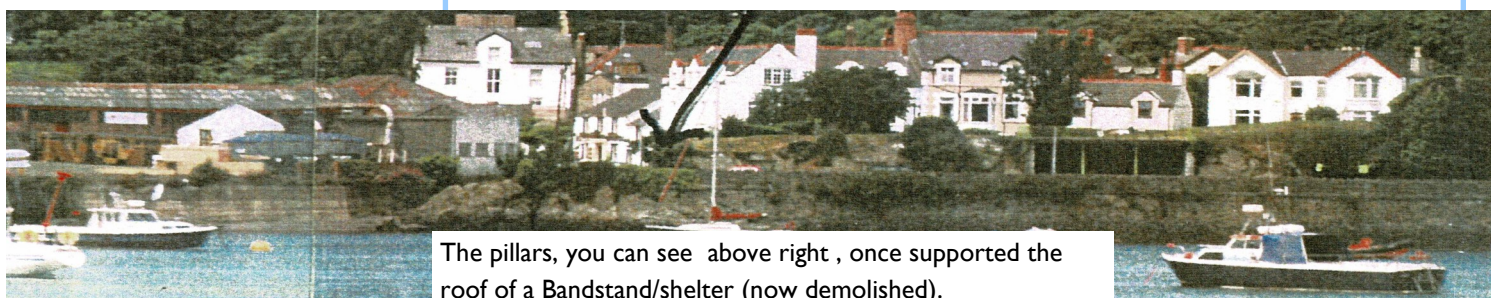 The pillars, you can see above right , once supported the
roof of a Bandstand/shelter (now demolished).